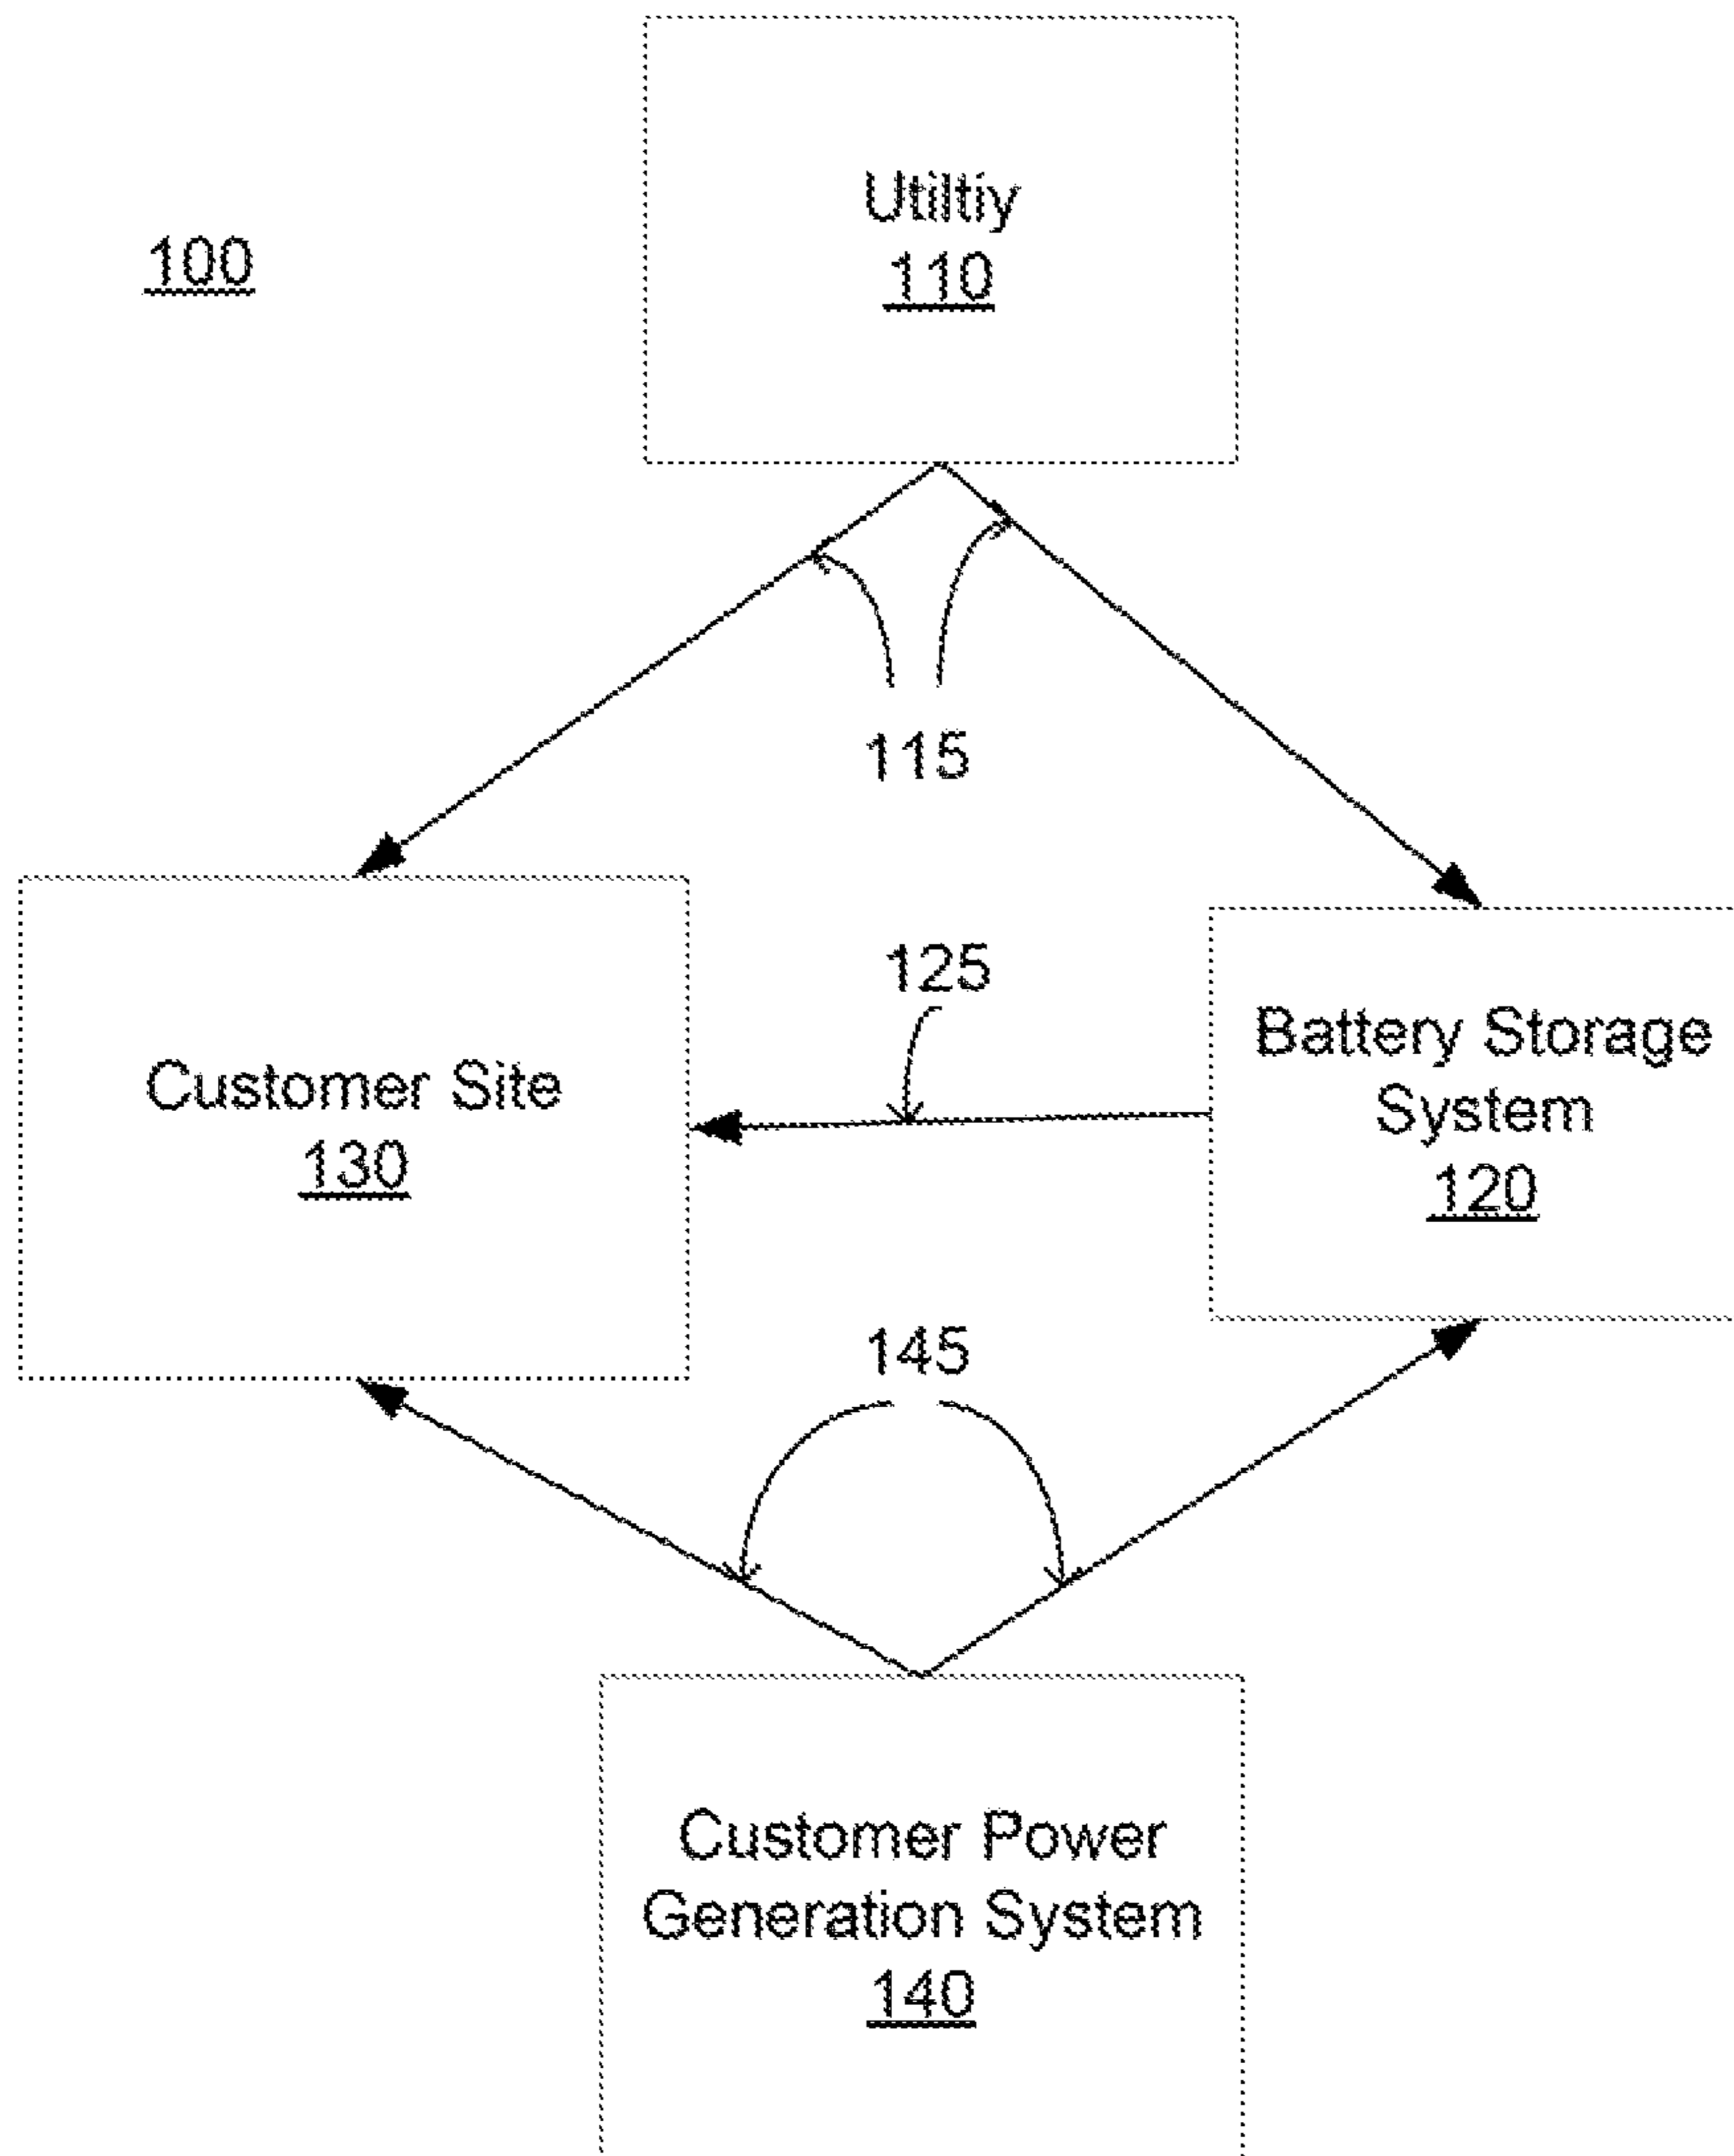 100
Utiltiy
110
115
125
Customer Site
130
Battery Storage
System
120
145
Customer Power
Generation System
140